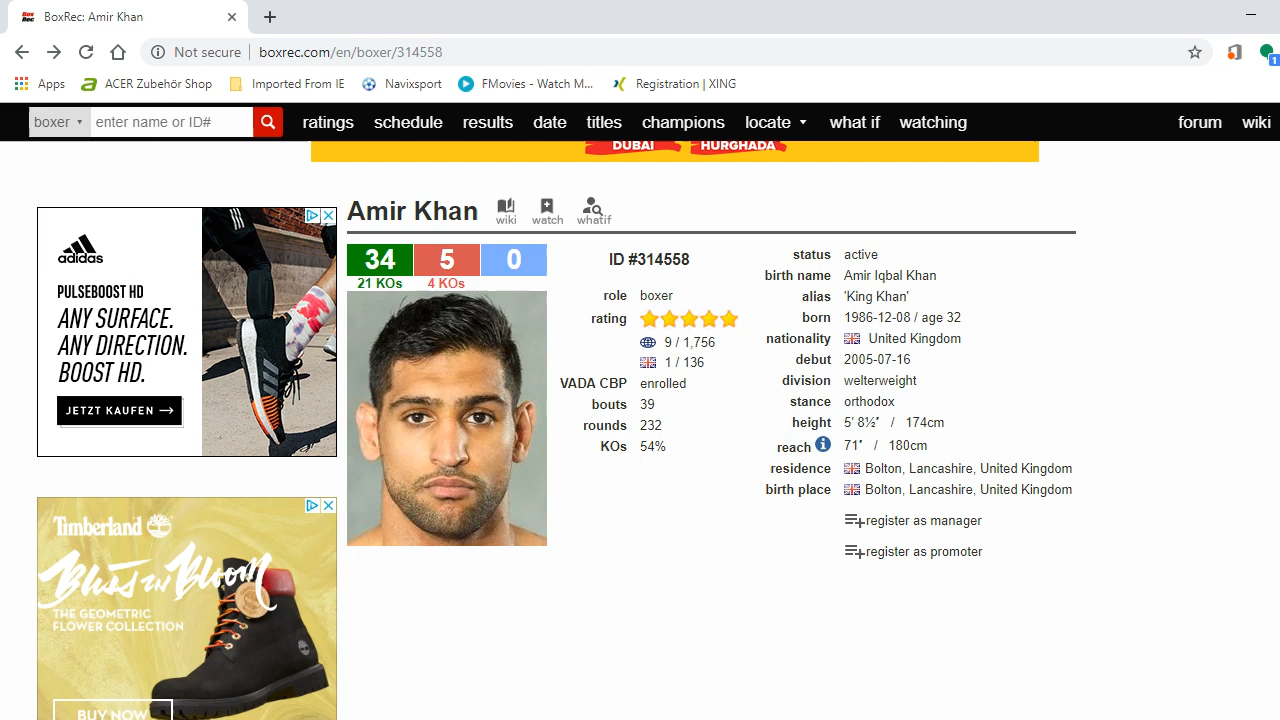 BoxRec: Amir Khan
Not secure
boxrec.com/en/boxer/314558
1
Apps
ACER Zubehör Shop
Imported From IE
Navixsport
FMovies - Watch M...
Registration | XING
boxer
enter name or ID#
ratings
schedule
results
date
titles
champions
locate
what if
watching
forum
wiki
DUBAI
HURGHADA
Amir Khan
wiki
watch
whatif
34
5
0
21 KOs
4 KOs
ID #314558
role boxer
rating
9 / 1,756
1 / 136
VADA CBP enrolled
bouts 39
rounds 232
KOs 54%
status active
birth name Amir Iqbal Khan
alias 'King Khan'
born 1986-12-08 / age 32
nationality United Kingdom
debut 2005-07-16
division welterweight
stance orthodox
height 5′ 8½″ / 174cm
reach 71″ / 180cm
residence Bolton, Lancashire, United Kingdom
birth place Bolton, Lancashire, United Kingdom
register as manager
register as promoter
adidas
PULSEBOOST HD
ANY SURFACE.
ANY DIRECTION.
BOOST HD.
JETZT KAUFEN
Timberland
Bliss in Bloom
THE GEOMETRIC
FLOWER COLLECTION
BUY NOW